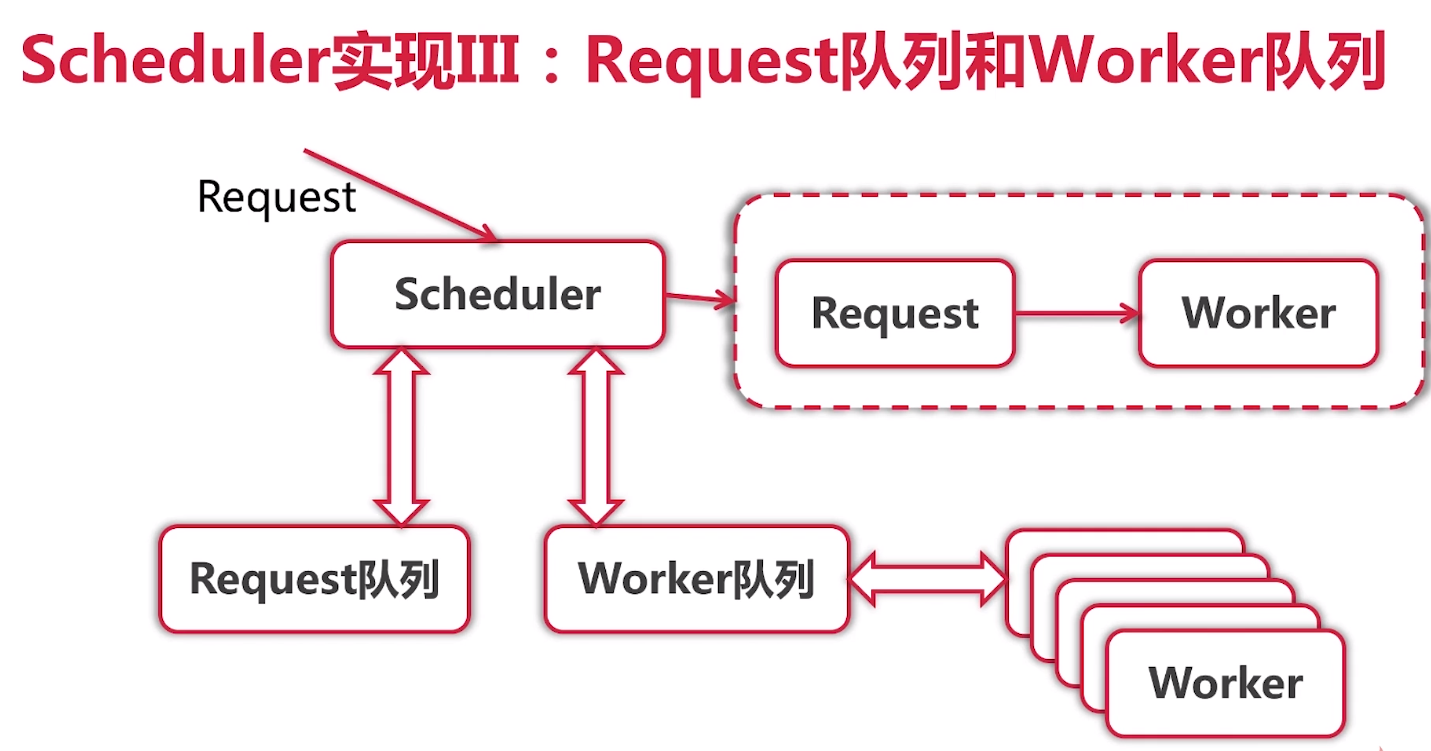 Scheduler实现III：Request队列和Worker队列
Request
Scheduler
Request
Worker
Request队列
Worker队列
Worker